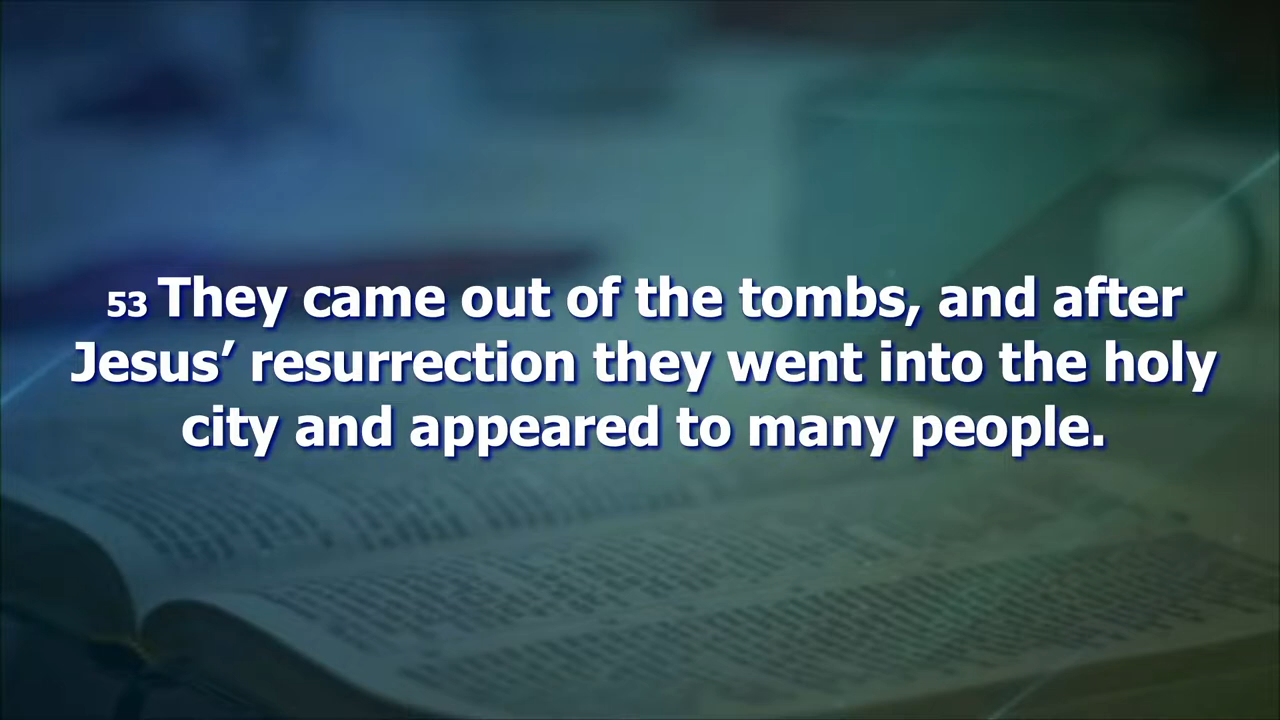 53 They came out of the tombs, and after
Jesus’ resurrection they went into the holy
city and appeared to many people.